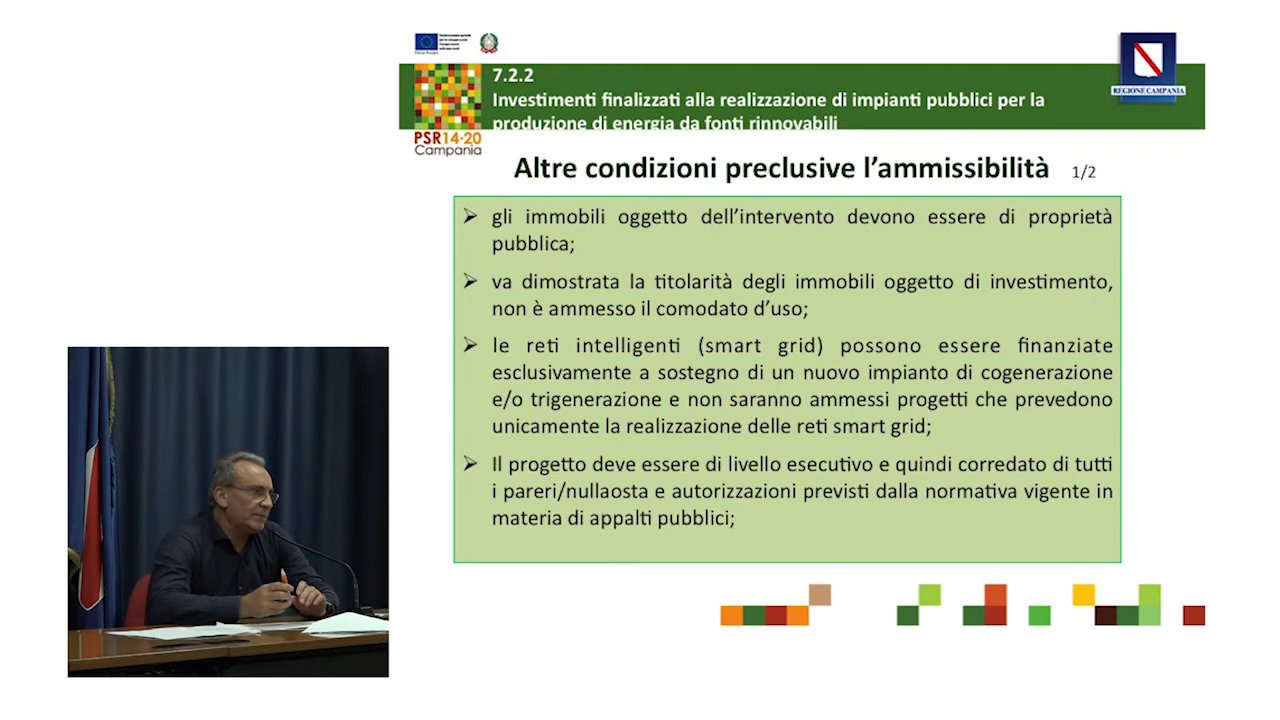 7.2.2
Investimenti finalizzati alla realizzazione di impianti pubblici per la
produzione di energia da fonti rinnovabili
REGIONE CAMPANIA
PSR14·20
Campania
Altre condizioni preclusive l’ammissibilità 1/2
➢ gli immobili oggetto dell’intervento devono essere di proprietà
pubblica;
➢ va dimostrata la titolarità degli immobili oggetto di investimento,
non è ammesso il comodato d’uso;
➢ le reti intelligenti (smart grid) possono essere finanziate
esclusivamente a sostegno di un nuovo impianto di cogenerazione
e/o trigenerazione e non saranno ammessi progetti che prevedono
unicamente la realizzazione delle reti smart grid;
➢ Il progetto deve essere di livello esecutivo e quindi corredato di tutti
i pareri/nullaosta e autorizzazioni previsti dalla normativa vigente in
materia di appalti pubblici;